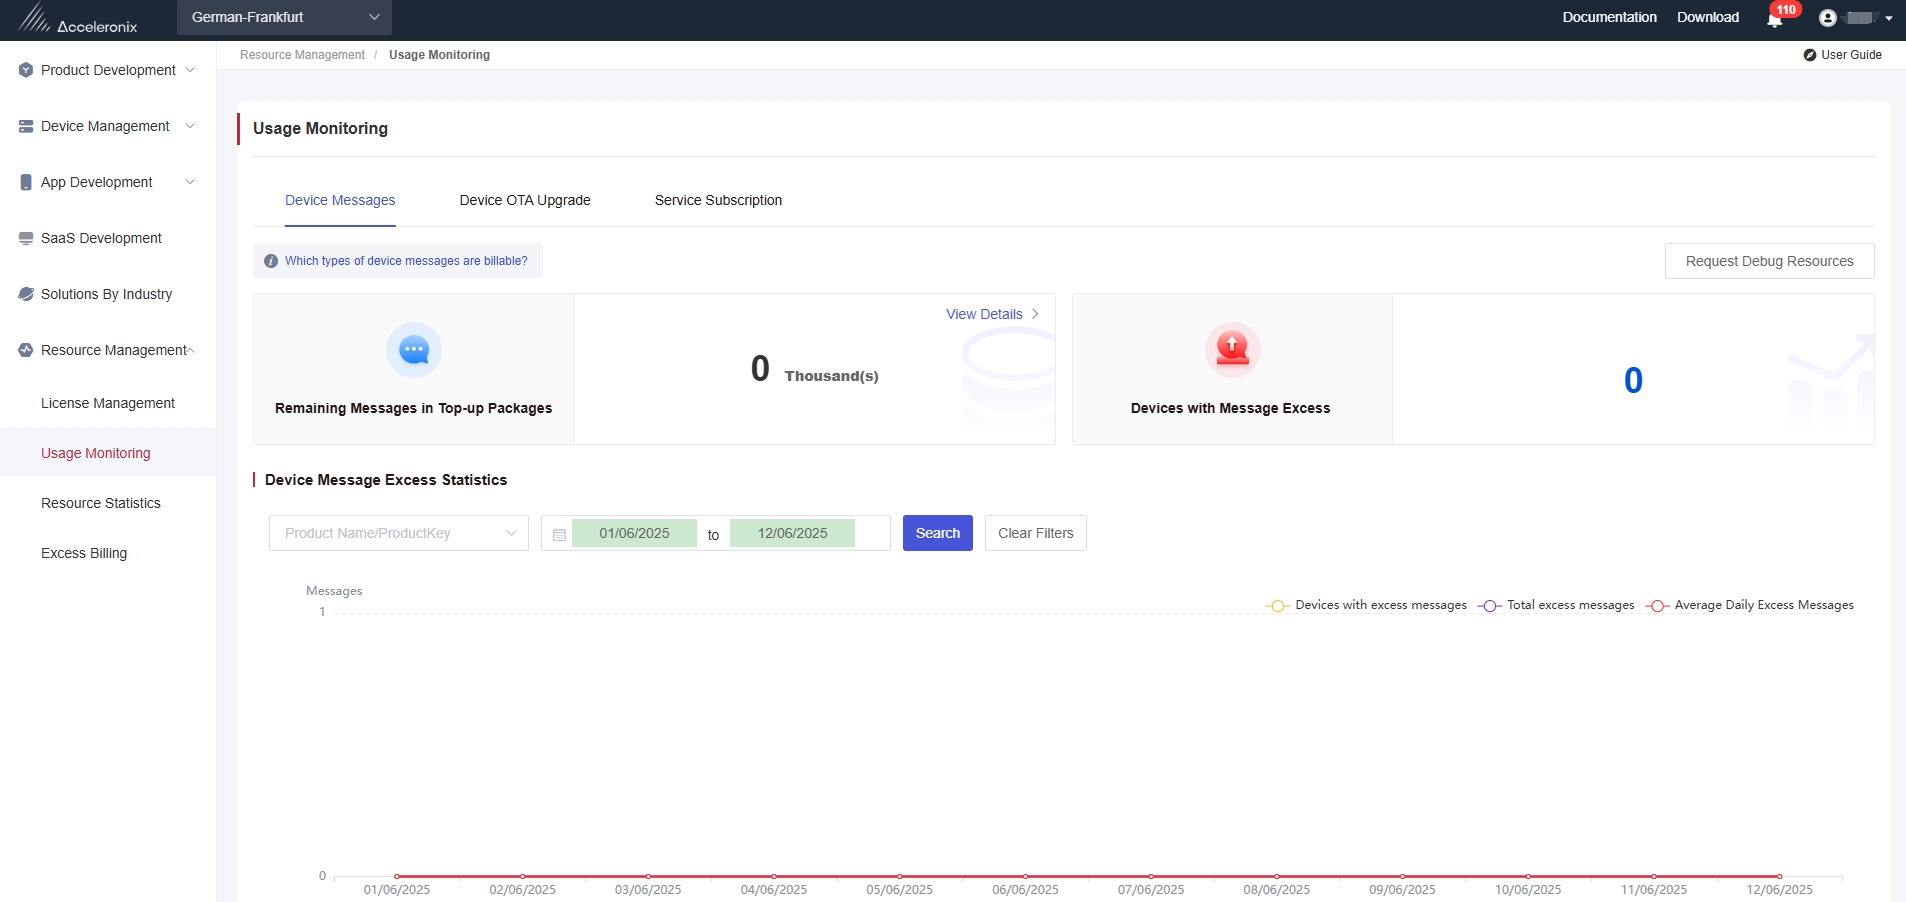 Acceleronix
German-Frankfurt
Documentation
Download
110
Resource Management / Usage Monitoring
User Guide
Product Development
Device Management
App Development
SaaS Development
Solutions By Industry
Resource Management
License Management
Usage Monitoring
Resource Statistics
Excess Billing
Usage Monitoring
Device Messages
Device OTA Upgrade
Service Subscription
Which types of device messages are billable?
Request Debug Resources
Remaining Messages in Top-up Packages
View Details
0 Thousand(s)
Devices with Message Excess
0
Device Message Excess Statistics
Product Name/ProductKey
01/06/2025 to 12/06/2025
Search
Clear Filters
Messages
Devices with excess messages
Total excess messages
Average Daily Excess Messages
1
0
01/06/2025
02/06/2025
03/06/2025
04/06/2025
05/06/2025
06/06/2025
07/06/2025
08/06/2025
09/06/2025
10/06/2025
11/06/2025
12/06/2025